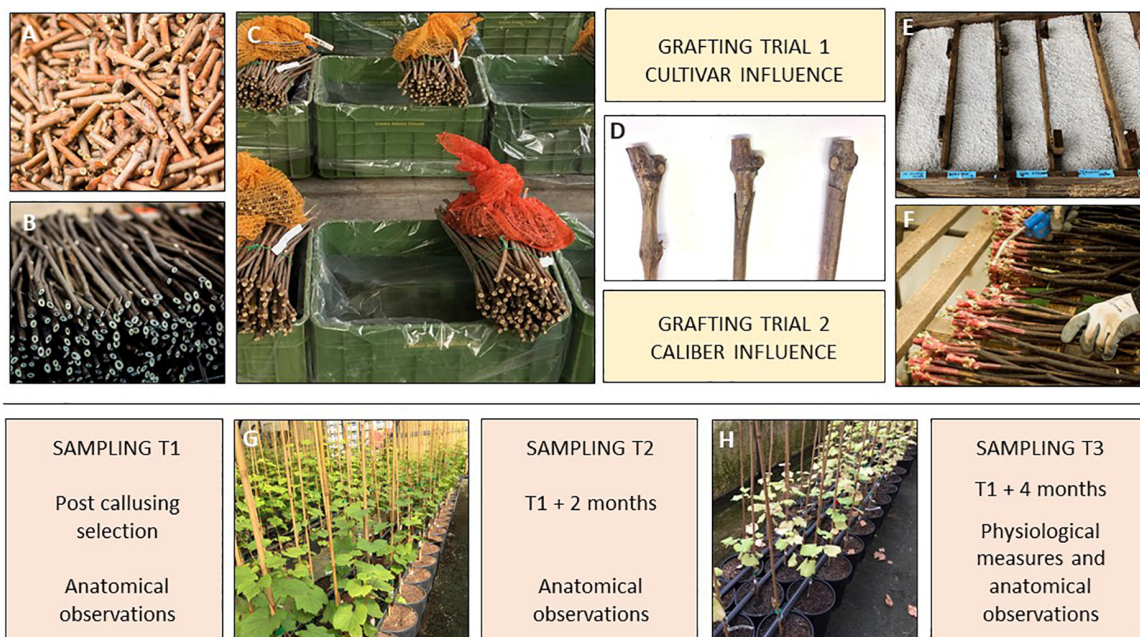 A
B
C
GRAFTING TRIAL 1
CULTIVAR INFLUENCE
D
GRAFTING TRIAL 2
CALIBER INFLUENCE
E
F
SAMPLING T1
Post callusing
selection
Anatomical
observations
G
SAMPLING T2
T1 + 2 months
Anatomical
observations
H
SAMPLING T3
T1 + 4 months
Physiological
measures and
anatomical
observations